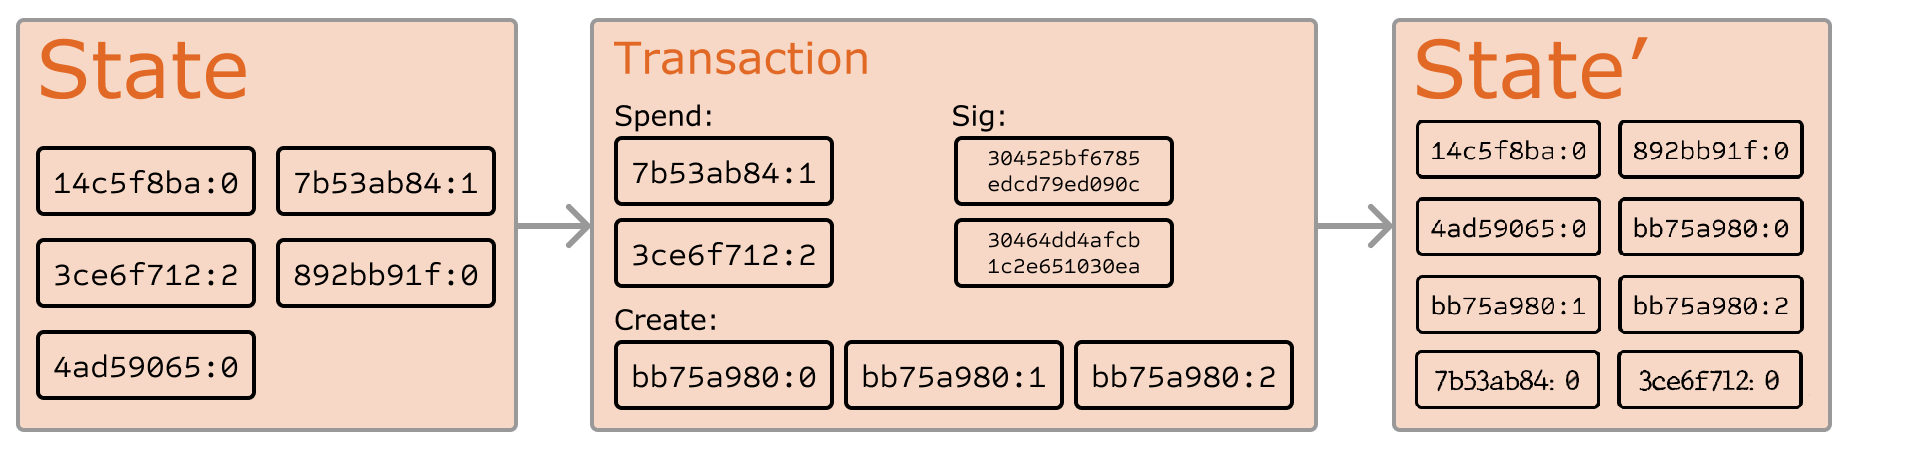 State
14c5f8ba:0 7b53ab84:1
3ce6f712:2 892bb91f:0
4ad59065:0
Transaction
Spend:
7b53ab84:1
3ce6f712:2
Sig:
304525bf6785
edcd79ed090c
30464dd4afcb
1c2e651030ea
Create:
bb75a980:0 bb75a980:1 bb75a980:2
State’
14c5f8ba:0 892bb91f:0
4ad59065:0 bb75a980:0
bb75a980:1 bb75a980:2
7b53ab84: 0 3ce6f712: 0